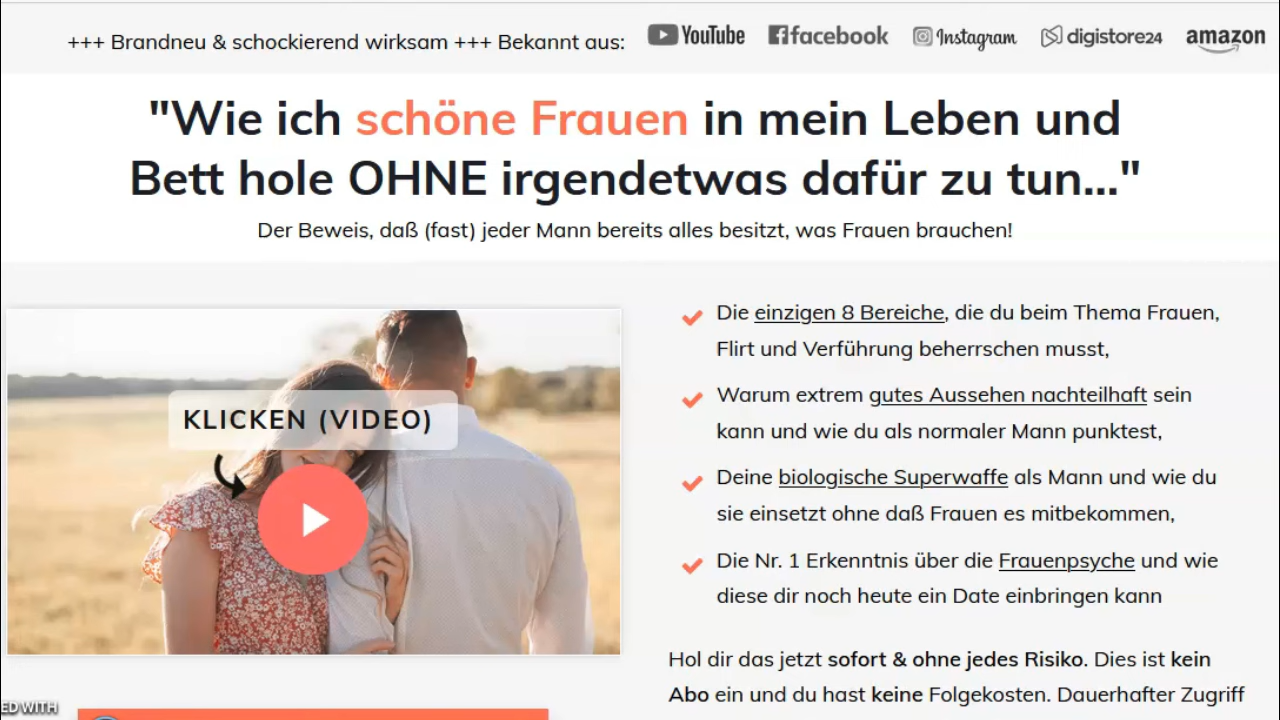 +++ Brandneu & schockierend wirksam +++ Bekannt aus: YouTube facebook Instagram digistore24 amazon
"Wie ich schöne Frauen in mein Leben und
Bett hole OHNE irgendetwas dafür zu tun..."
Der Beweis, daß (fast) jeder Mann bereits alles besitzt, was Frauen brauchen!
KLICKEN (VIDEO)
Die einzigen 8 Bereiche, die du beim Thema Frauen,
Flirt und Verführung beherrschen musst,
Warum extrem gutes Aussehen nachteilhaft sein
kann und wie du als normaler Mann punktest,
Deine biologische Superwaffe als Mann und wie du
sie einsetzt ohne daß Frauen es mitbekommen,
Die Nr. 1 Erkenntnis über die Frauenpsyche und wie
diese dir noch heute ein Date einbringen kann
Hol dir das jetzt sofort & ohne jedes Risiko. Dies ist kein
Abo ein und du hast keine Folgekosten. Dauerhafter Zugriff
ED WITH